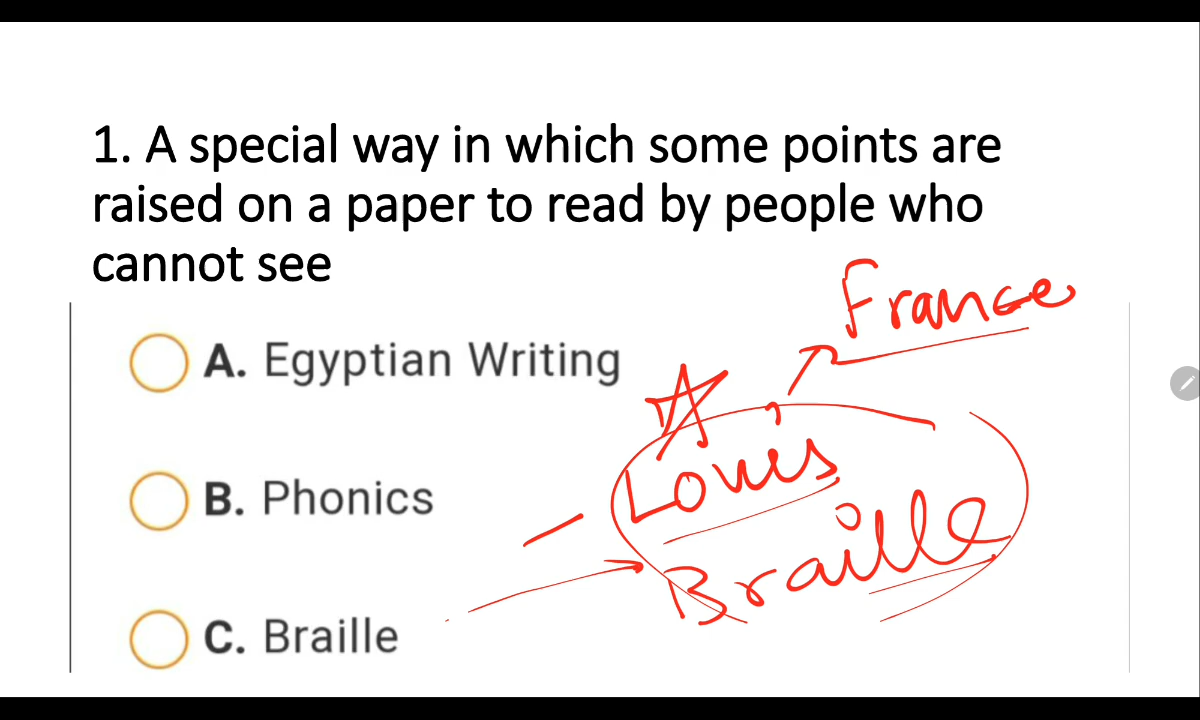 1. A special way in which some points are
raised on a paper to read by people who
cannot see
France
A. Egyptian Writing
Louis
B. Phonics
Braille
C. Braille